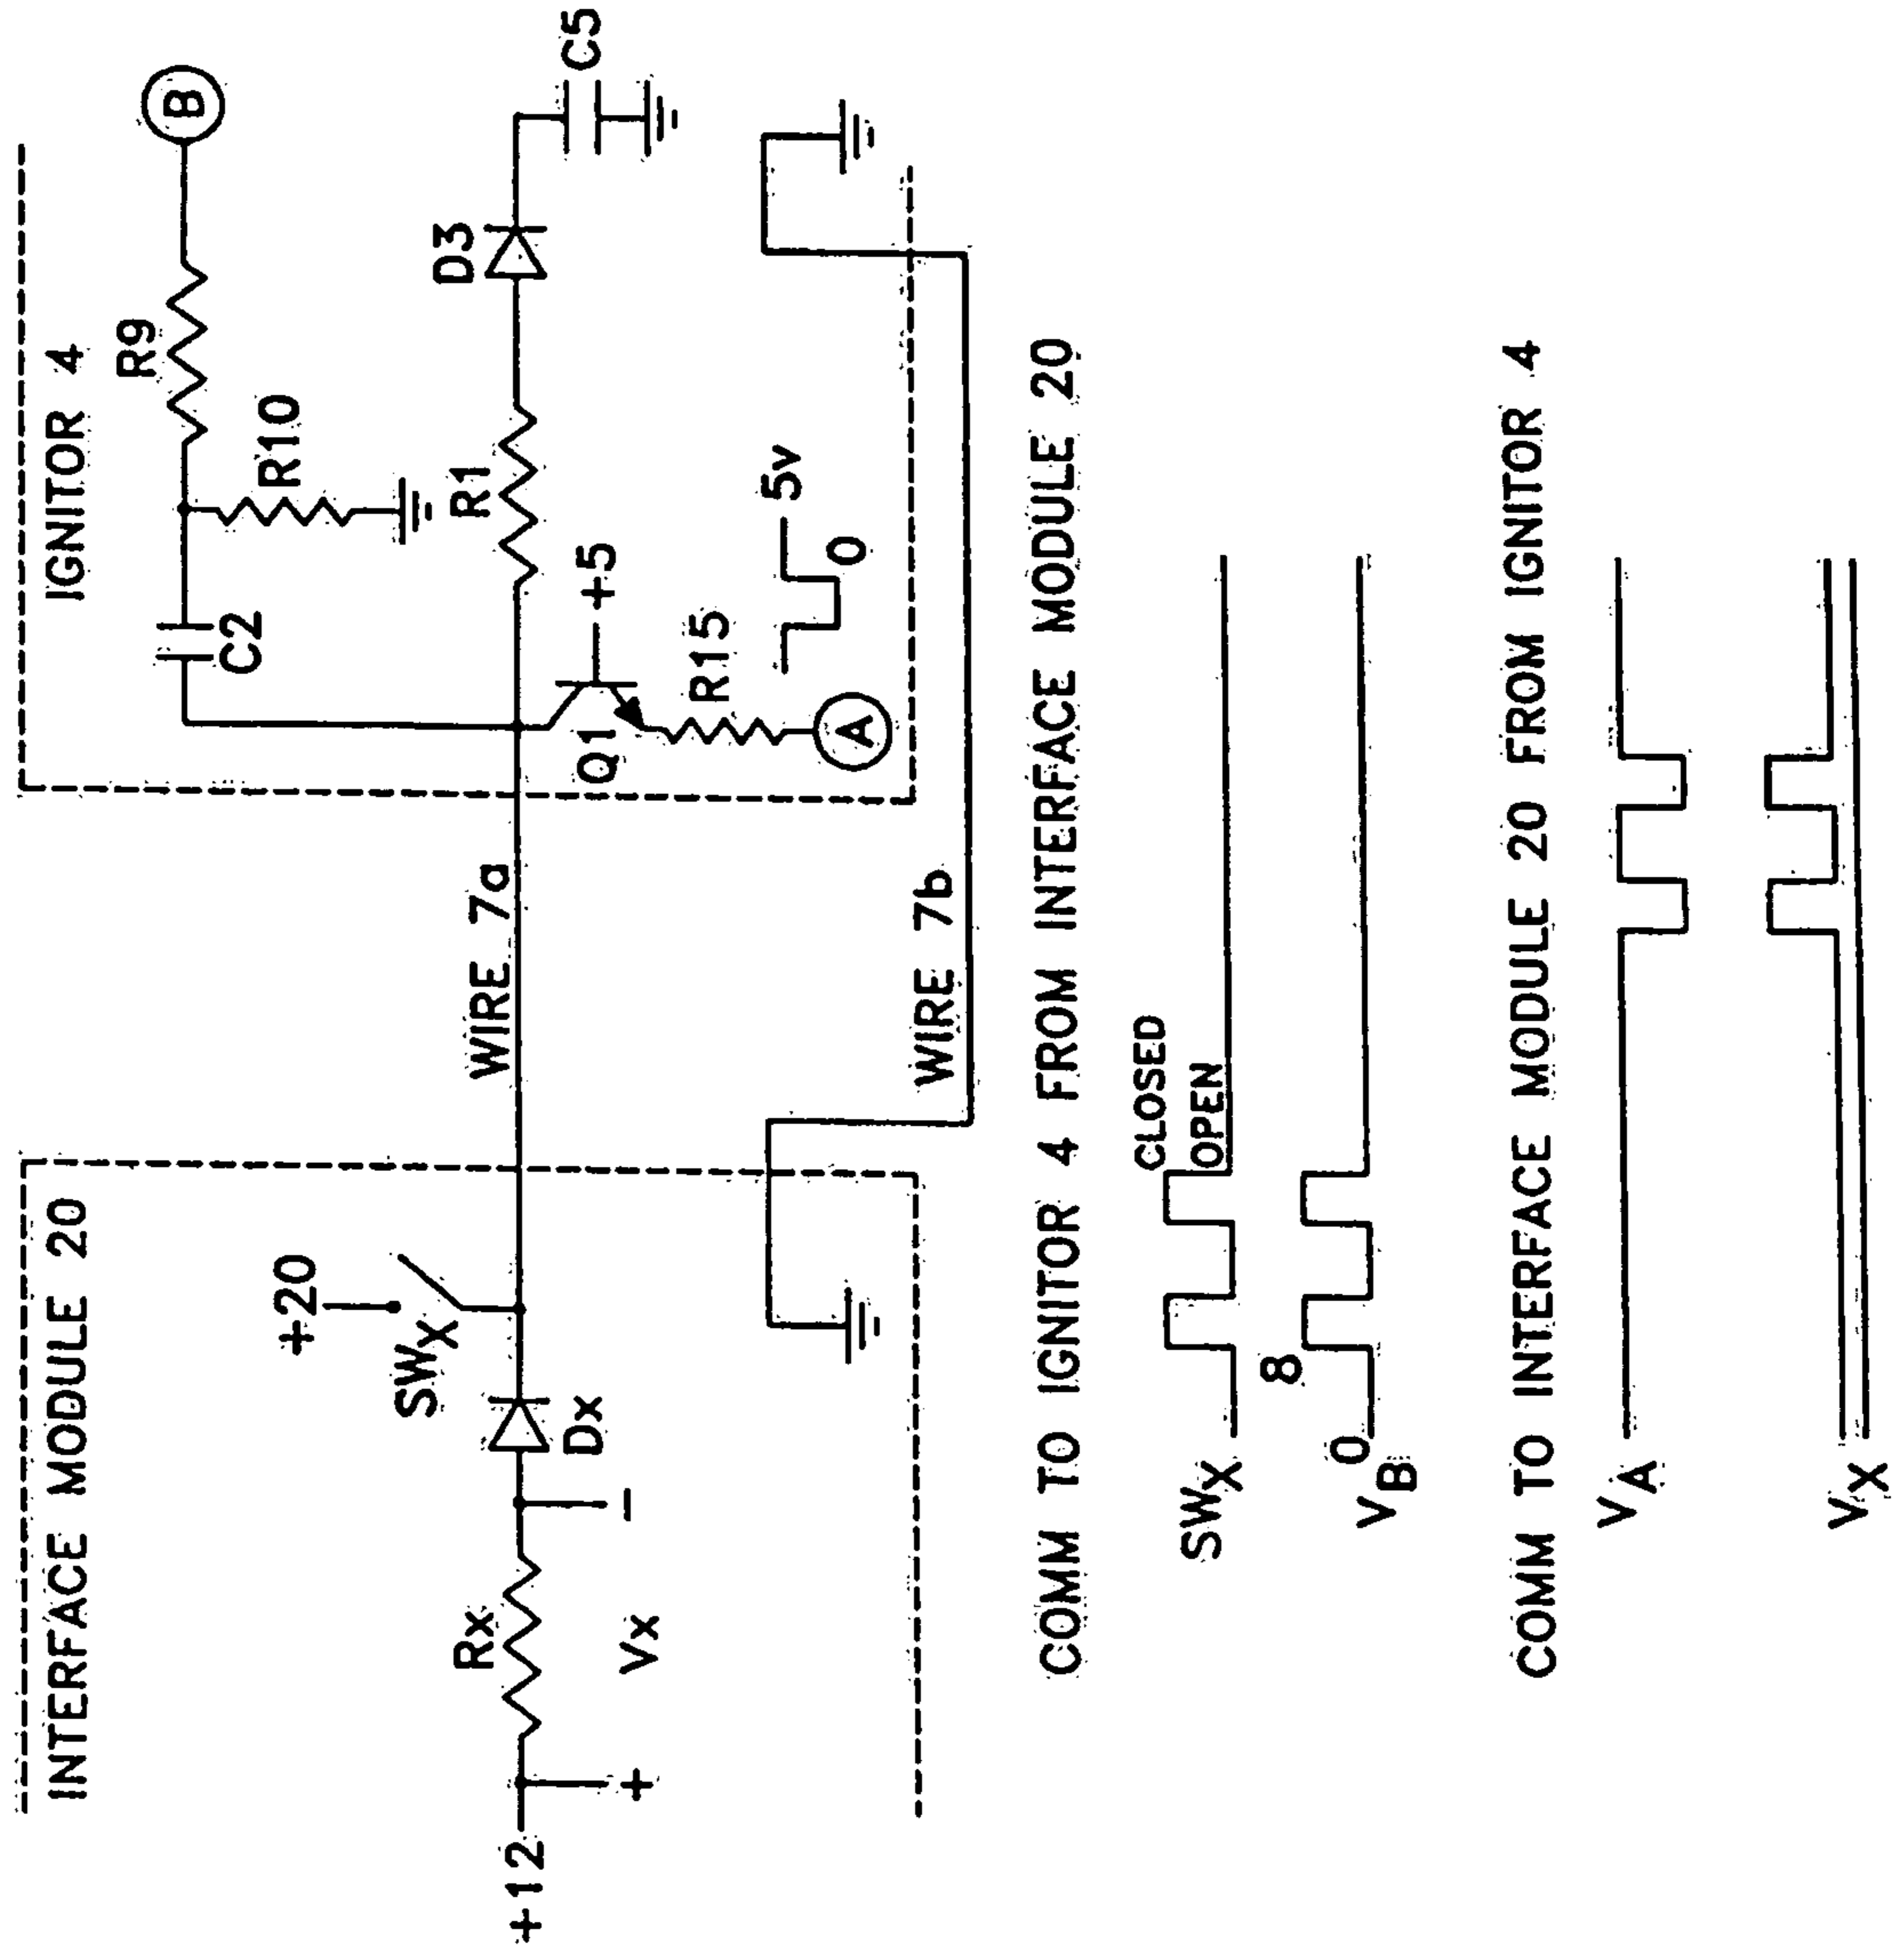 INTERFACE MODULE 20
+12
Rx
+
Vx
−
Dx
SWX
+20
WIRE 7a
WIRE 7b
IGNITOR 4
C2
R9
R10
B
Q1
+5
R1
D3
C5
R15
A
5v
0
COMM TO IGNITOR 4 FROM INTERFACE MODULE 20
SWX
CLOSED
OPEN
8
0
VB
COMM TO INTERFACE MODULE 20 FROM IGNITOR 4
VA
VX